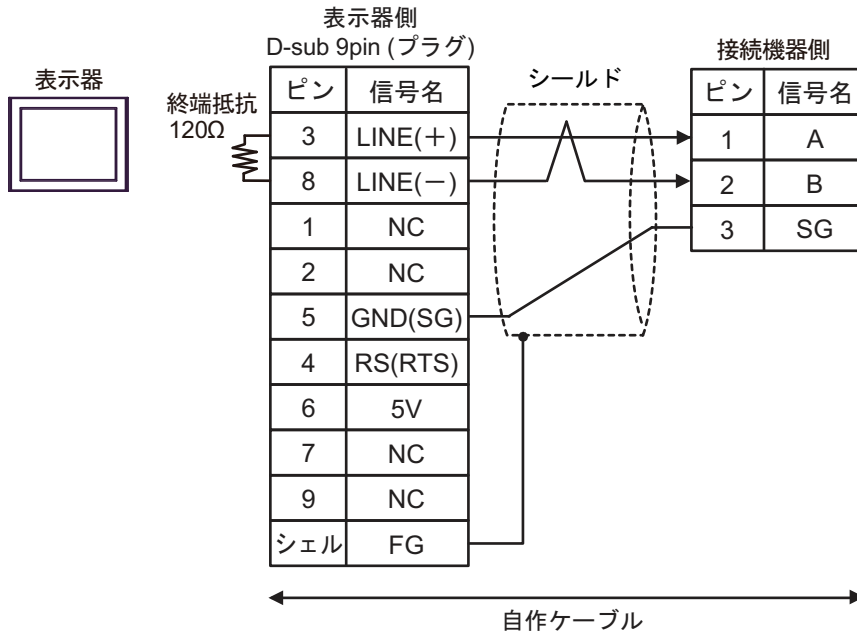 表示器側
D-sub 9pin (プラグ)
接続機器側
表示器
終端抵抗
120Ω
シールド
ピン 信号名
3 LINE(+)
8 LINE(-)
1 NC
2 NC
5 GND(SG)
4 RS(RTS)
6 5V
7 NC
9 NC
シェル FG
ピン 信号名
1 A
2 B
3 SG
自作ケーブル